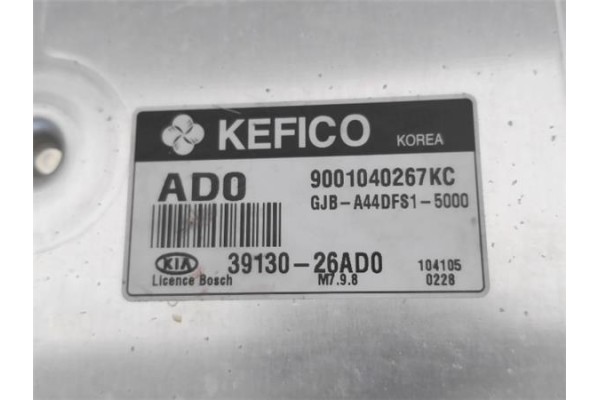 KEFICO KOREA
AD0 9001040267KC
GJB-A44DFS1-5000
KIA 39130-26AD0 104105
Licence Bosch M7.9.8 0228